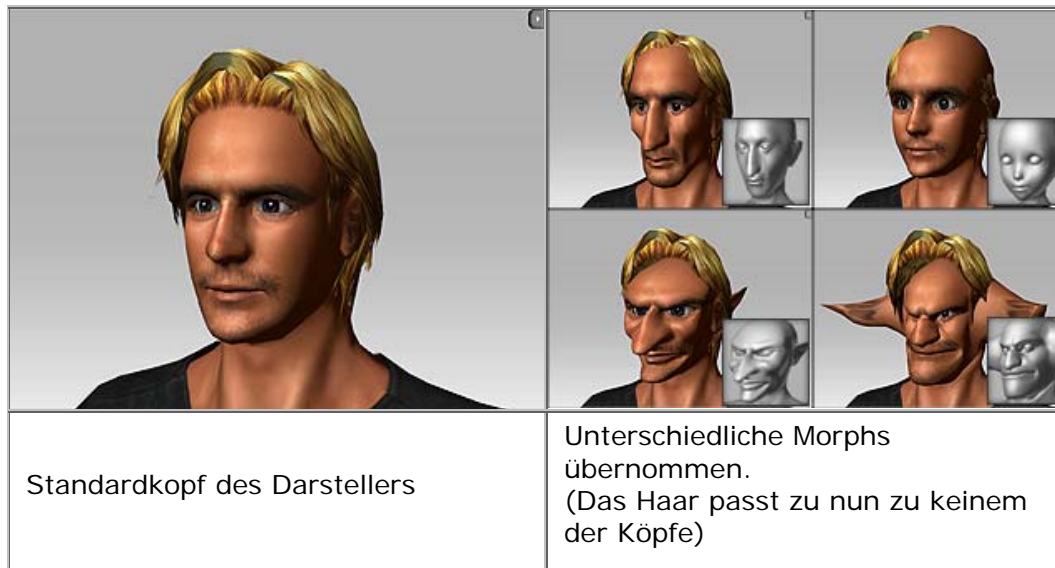 Standardkopf des Darstellers
Unterschiedliche Morphs
übernommen.
(Das Haar passt zu nun zu keinem
der Köpfe)